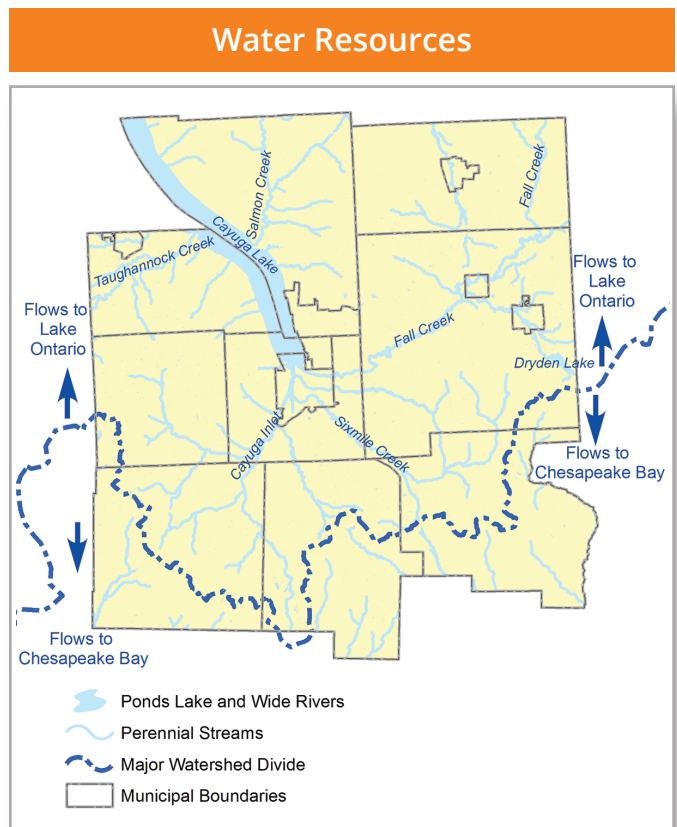 Water Resources
Salmon Creek
Fall Creek
Cayuga Lake
Taughannock Creek
Flows to
Lake
Ontario
Flows to
Lake
Ontario
Fall Creek
Dryden Lake
Cayuga Inlet
Sixmile Creek
Flows to
Chesapeake Bay
Flows to
Chesapeake Bay
Ponds Lake and Wide Rivers
Perennial Streams
Major Watershed Divide
Municipal Boundaries